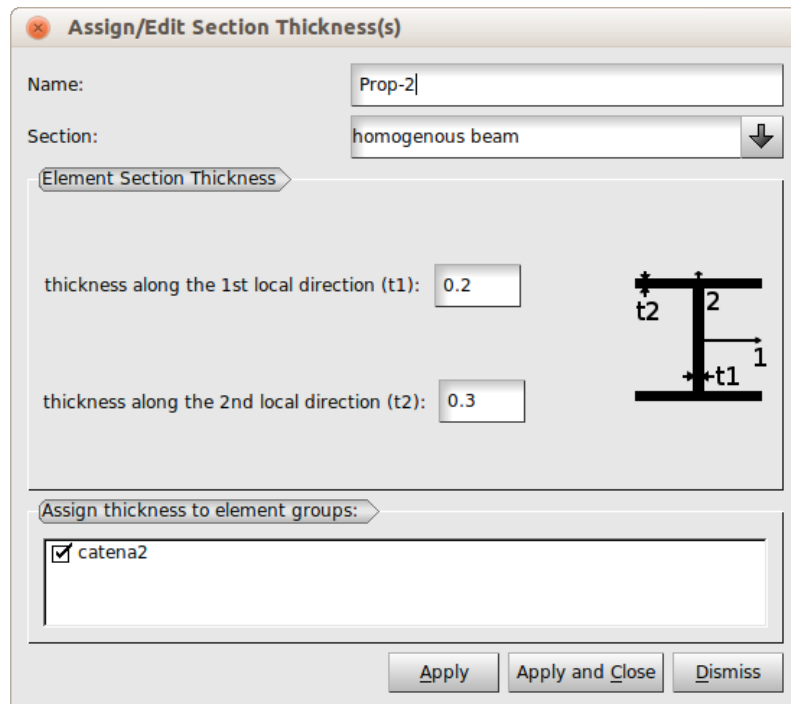 Assign/Edit Section Thickness(s)
Name: Prop-2
Section: homogenous beam
Element Section Thickness
thickness along the 1st local direction (t1): 0.2
t2 2
1
t1
thickness along the 2nd local direction (t2): 0.3
Assign thickness to element groups:
catena2
Apply Apply and Close Dismiss